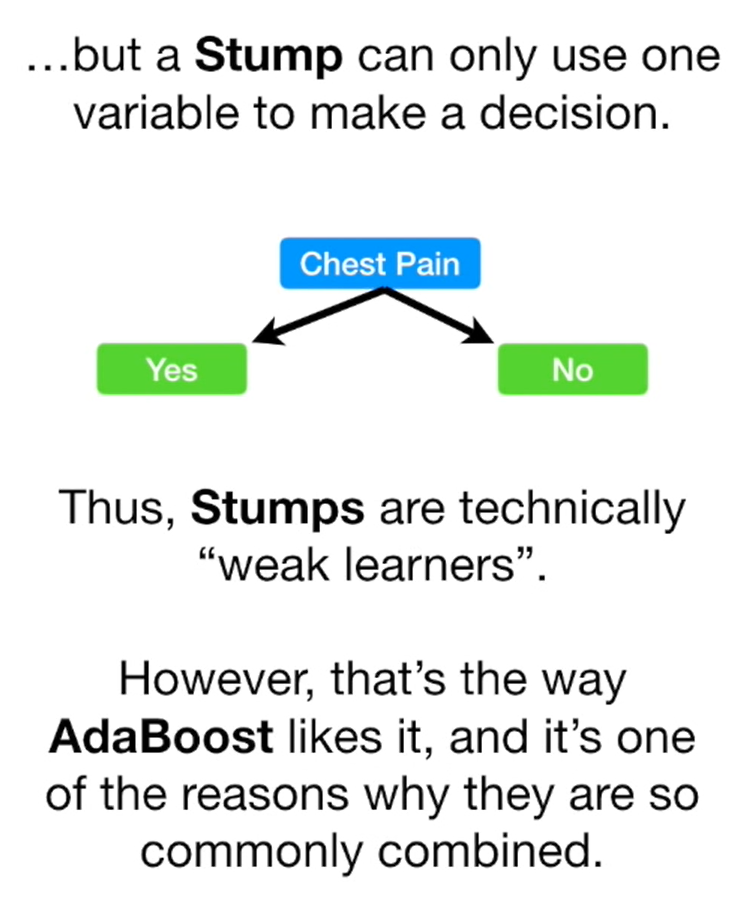 …but a Stump can only use one
variable to make a decision.
Chest Pain
Yes
No
Thus, Stumps are technically
“weak learners”.
However, that’s the way
AdaBoost likes it, and it’s one
of the reasons why they are so
commonly combined.